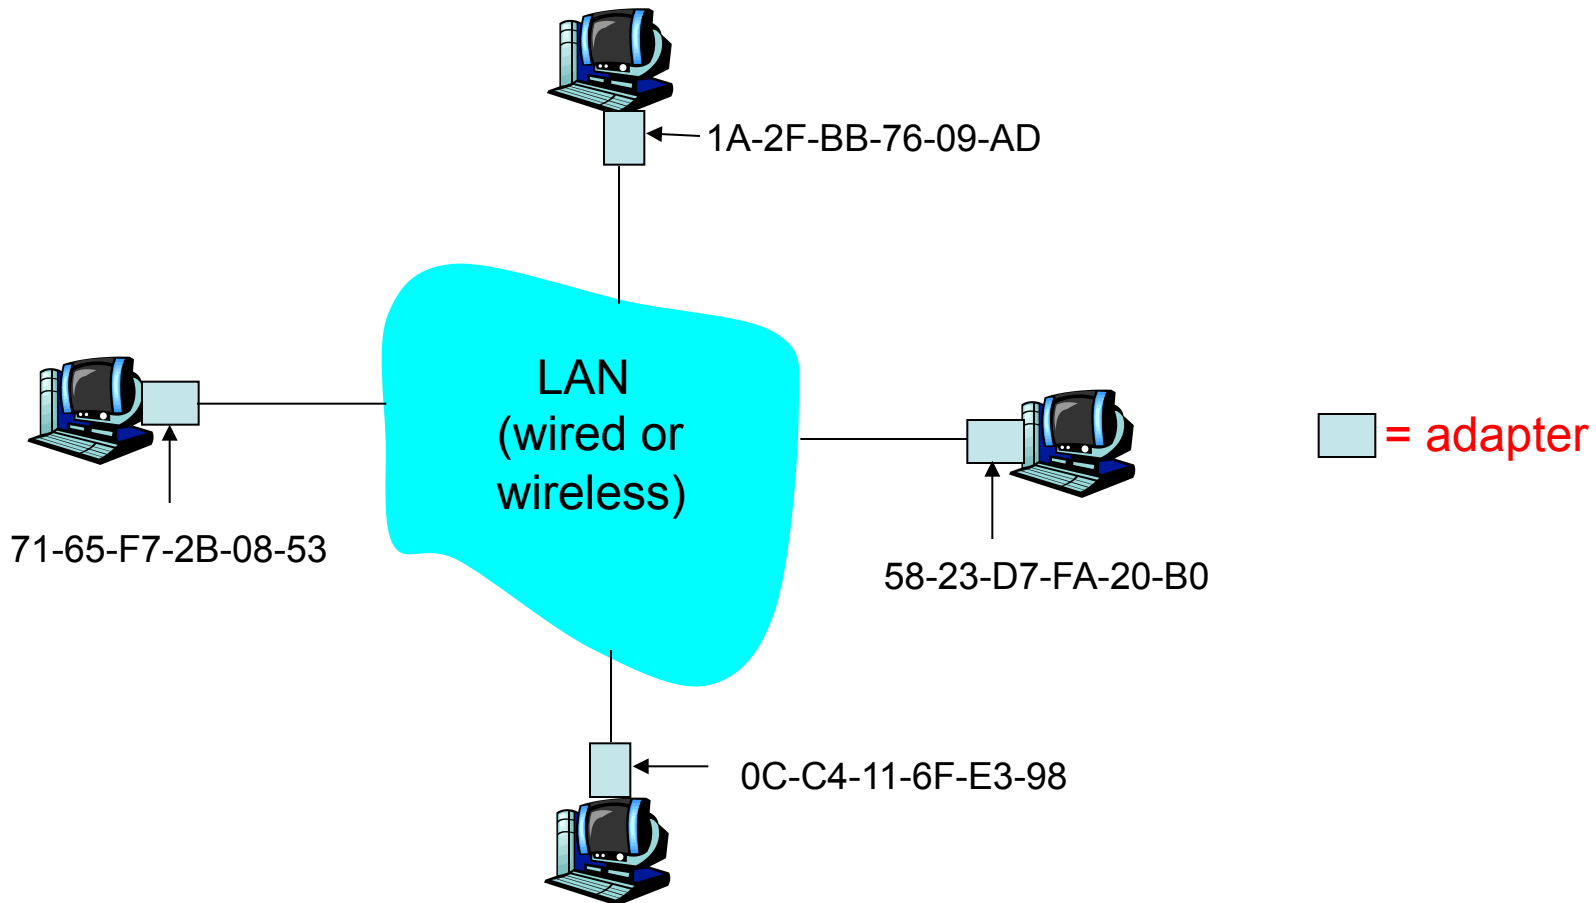 1A-2F-BB-76-09-AD
LAN
(wired or
wireless)
= adapter
71-65-F7-2B-08-53
58-23-D7-FA-20-B0
0C-C4-11-6F-E3-98